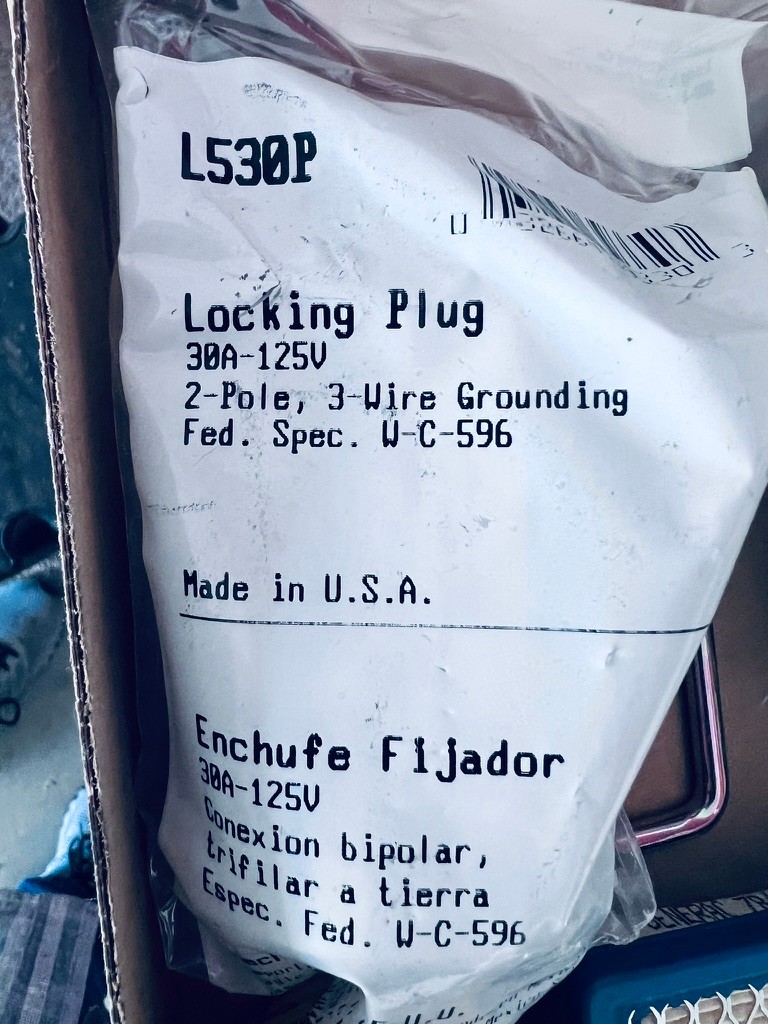 L530P
Locking Plug
30A-125V
2-Pole, 3-Wire Grounding
Fed. Spec. W-C-596
Made in U.S.A.
Enchufe Fijador
30A-125V
Conexion bipolar,
trifilar a tierra
Espec. Fed. W-C-596
GENERAL